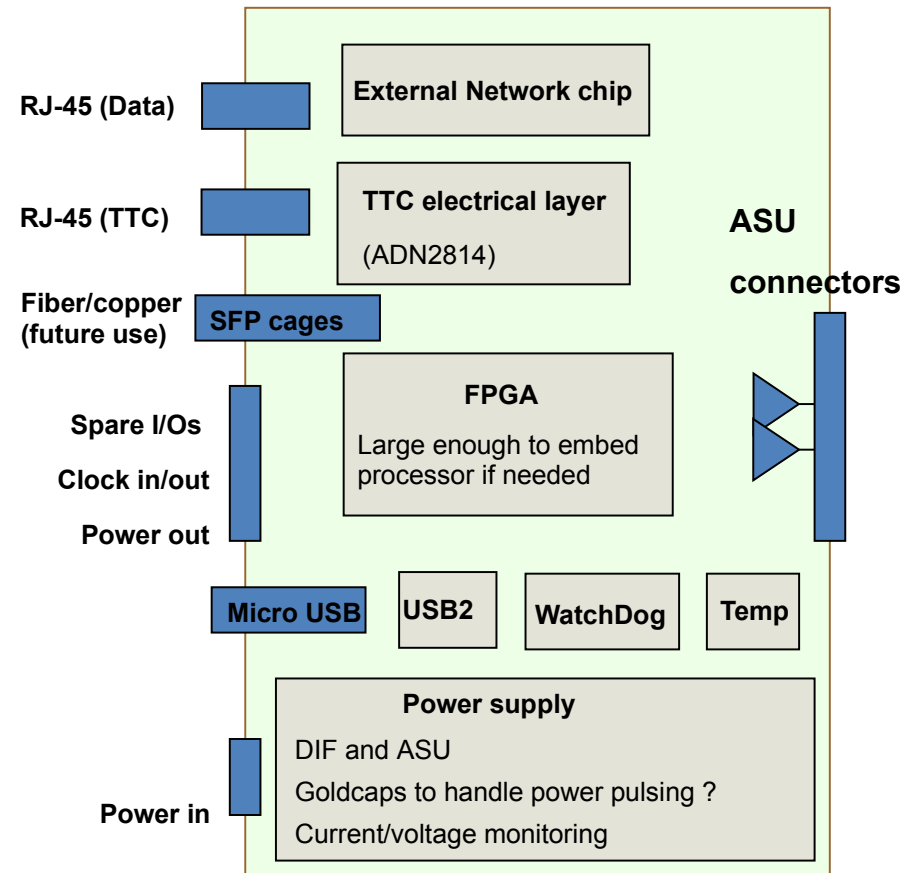 RJ-45 (Data)
External Network chip
RJ-45 (TTC)
TTC electrical layer
(ADN2814)
ASU
connectors
Fiber/copper
(future use)
SFP cages
FPGA
Large enough to embed
processor if needed
Spare I/Os
Clock in/out
Power out
Micro USB
USB2
WatchDog
Temp
Power supply
DIF and ASU
Goldcaps to handle power pulsing ?
Current/voltage monitoring
Power in